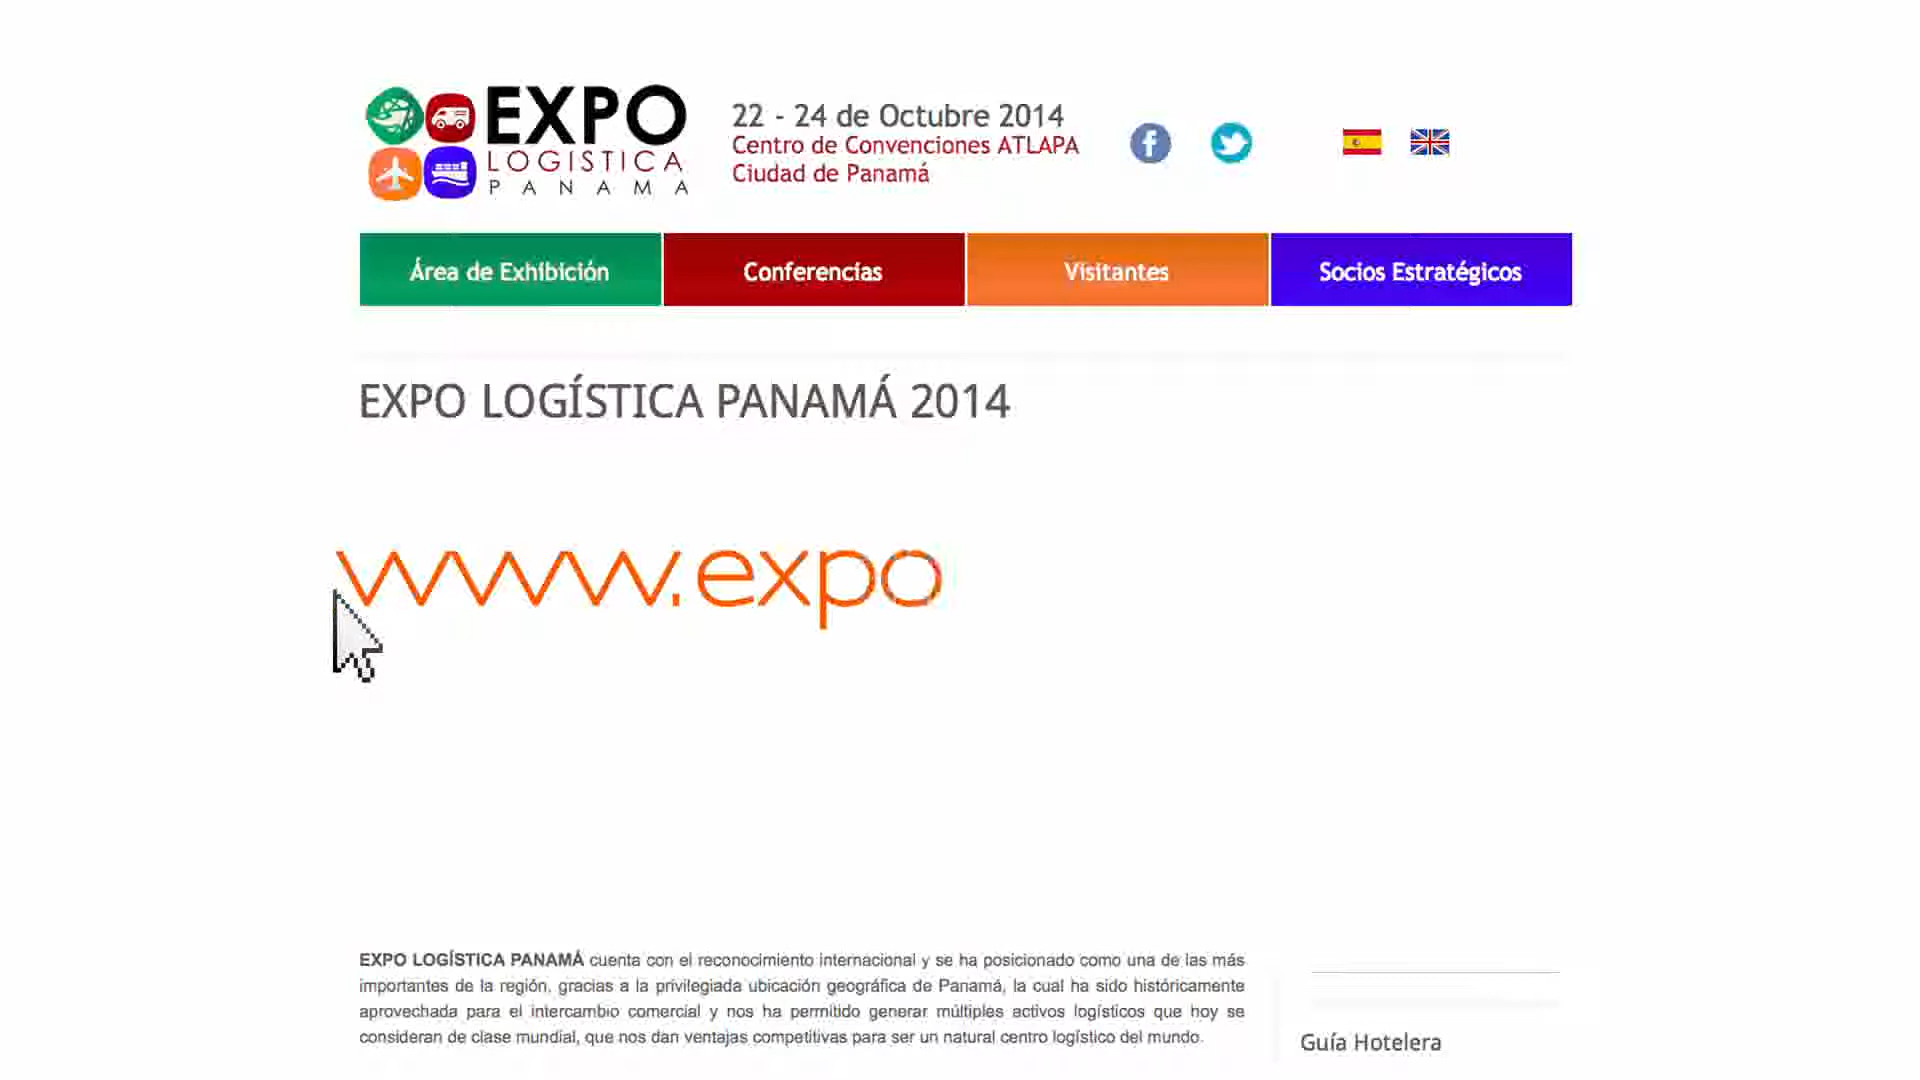 EXPO
LOGISTICA
PANAMA
22 - 24 de Octubre 2014
Centro de Convenciones ATLAPA
Ciudad de Panamá
Área de Exhibición
Conferencias
Visitantes
Socios Estratégicos
EXPO LOGÍSTICA PANAMÁ 2014
www.expo
EXPO LOGÍSTICA PANAMÁ cuenta con el reconocimiento internacional y se ha posicionado como una de las más
importantes de la región, gracias a la privilegiada ubicación geográfica de Panamá, la cual ha sido históricamente
aprovechada para el intercambio comercial y nos ha permitido generar múltiples activos logísticos que hoy se
consideran de clase mundial, que nos dan ventajas competitivas para ser un natural centro logístico del mundo.
Guía Hotelera